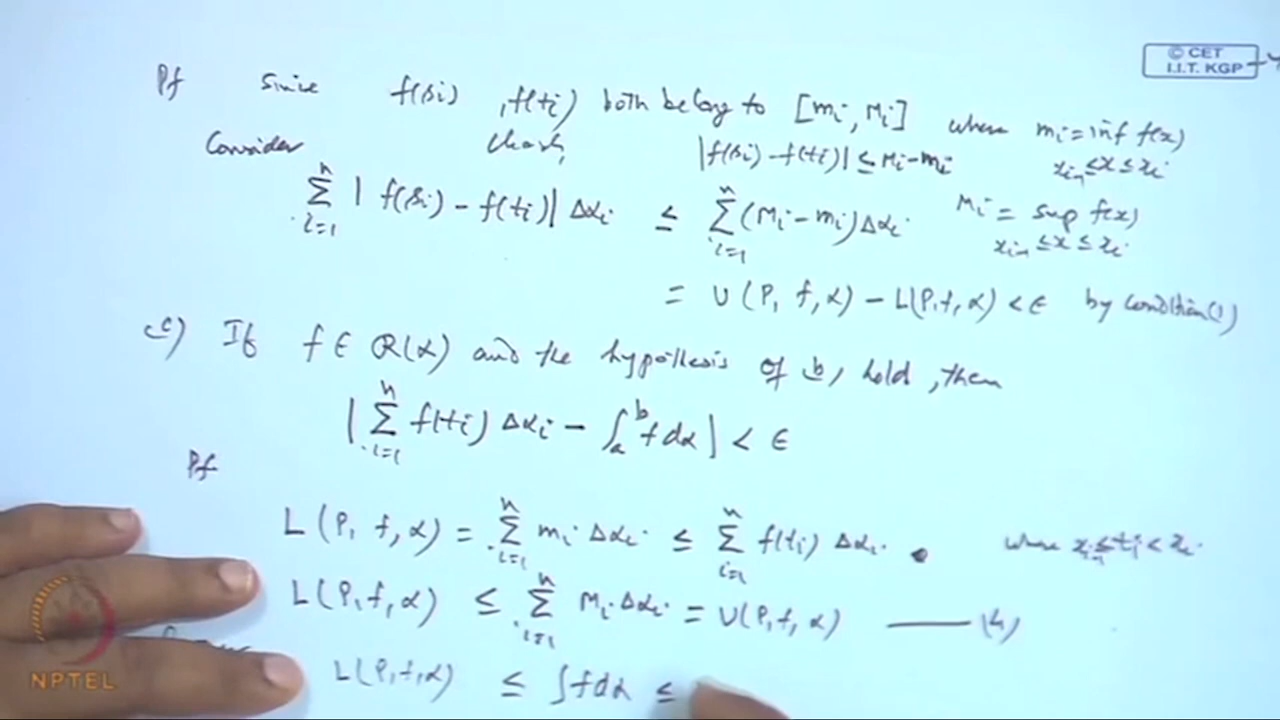 © CET
I.I.T. KGP
Pf Since f(si), f(ti) both belong to [mi, Mi] where mi = inf f(x)
Consider clearly |f(si) - f(ti)| ≤ Mi - mi xi-1 ≤ x ≤ xi
∑ i=1 n | f(si) - f(ti)| Δαi ≤ ∑ i=1 n (Mi - mi) Δαi Mi = sup f(x)
xi-1 ≤ x ≤ xi
= U(P, f, α) - L(P, f, α) < ε by condition (1)
(c) If f ∈ R(α) and the hypothesis of (b) hold, then
| ∑ i=1 n f(ti) Δαi - ∫ a b f dα | < ε
Pf
L(P, f, α) = ∑ i=1 n mi Δαi ≤ ∑ i=1 n f(ti) Δαi where xi-1 ≤ ti < xi
L(P, f, α) ≤ ∑ i=1 n Mi Δαi = U(P, f, α) —— (4)
L(P, f, α) ≤ ∫ f dα ≤
NPTEL